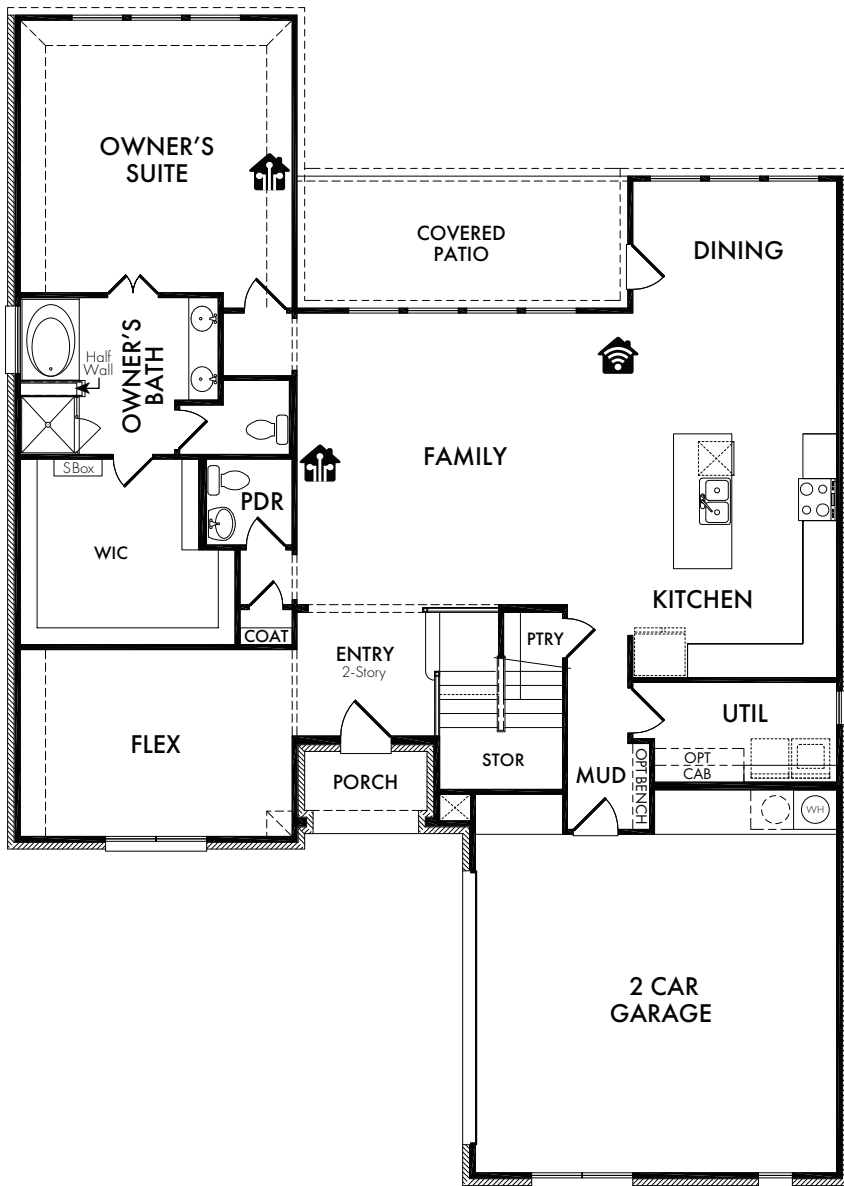 OWNER'S
SUITE
COVERED
PATIO
DINING
OWNER'S
BATH
Half
Wall
FAMILY
SBox
PDR
WIC
KITCHEN
COAT
PTRY
ENTRY
2-Story
FLEX
UTIL
STOR
OPT
CAB
MUD
OPT BENCH
PORCH
WH
2 CAR
GARAGE